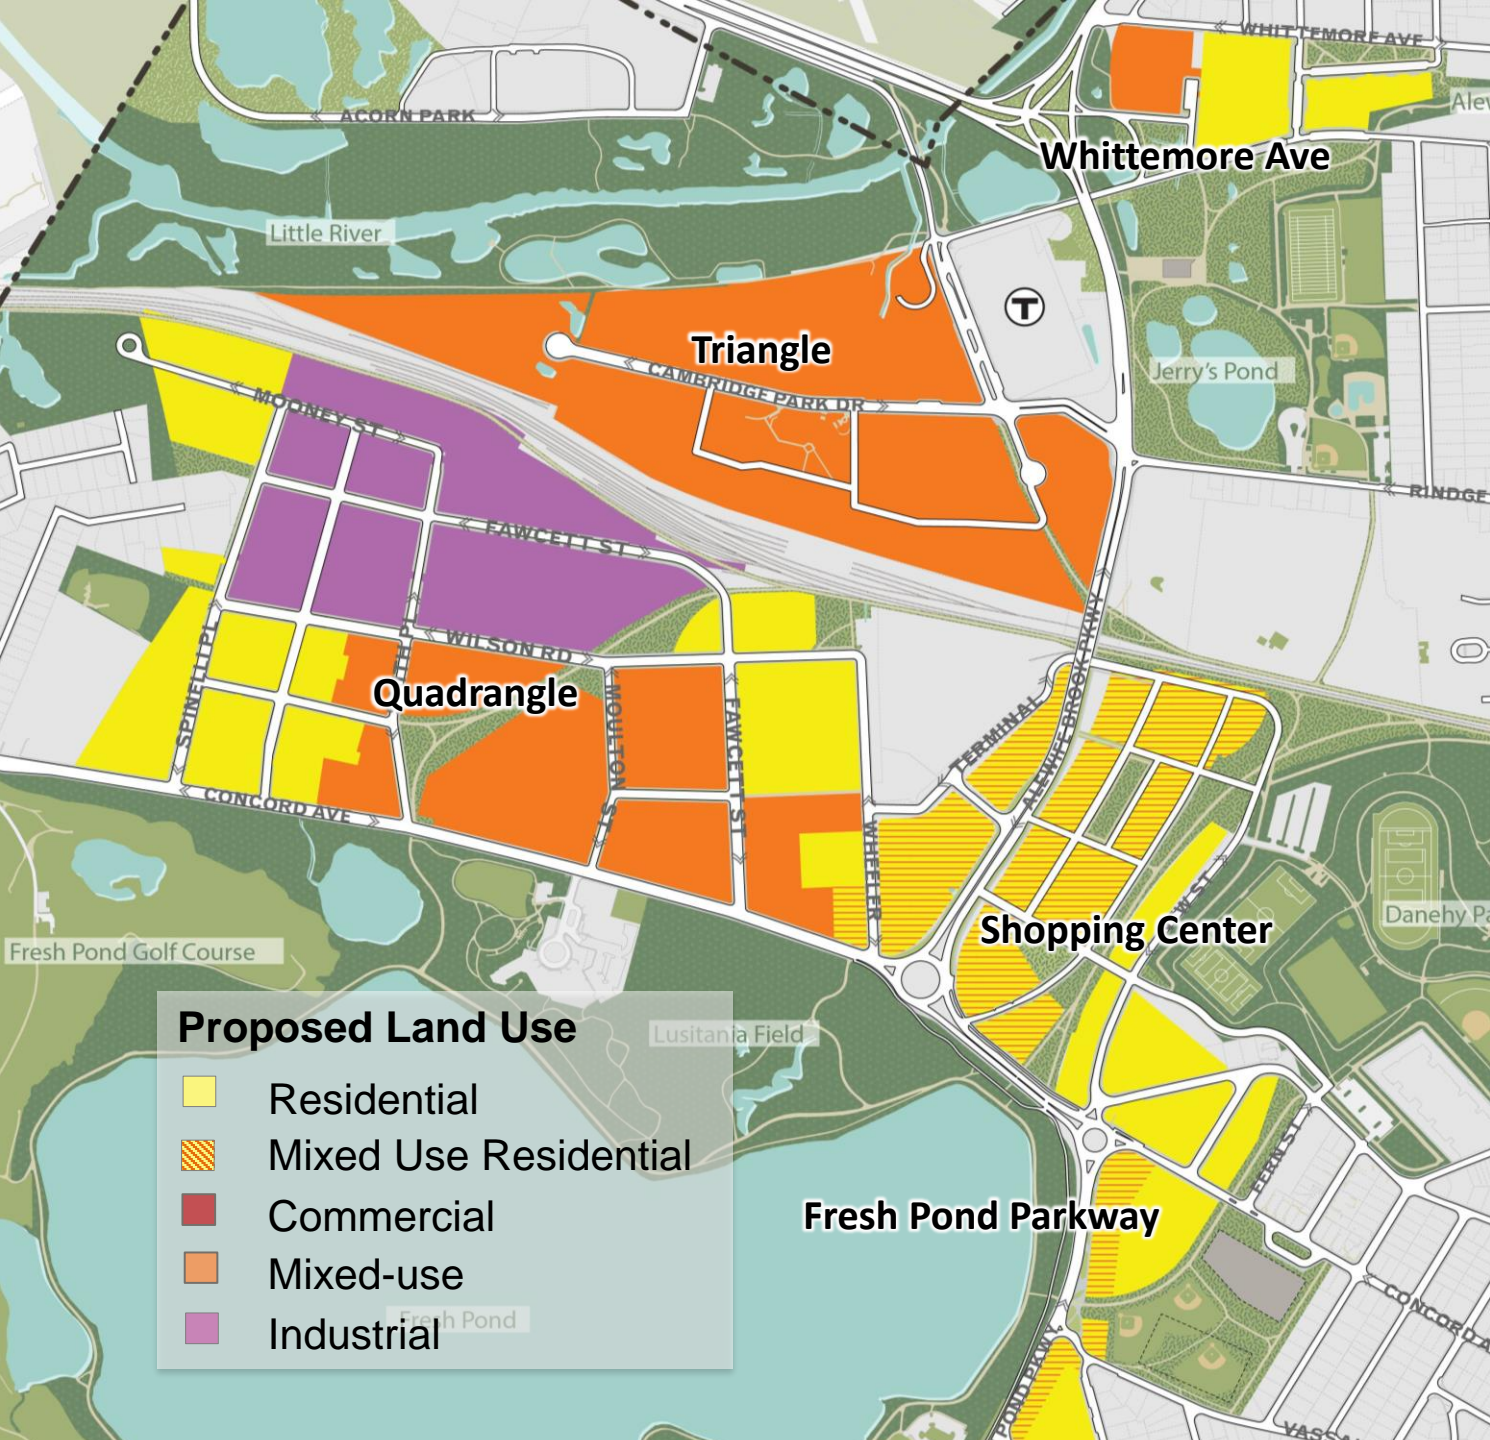 WHITTEMORE AVE
ACORN PARK
Whittemore Ave
Little River
T
Triangle
CAMBRIDGE PARK DR
Jerry's Pond
MOONEY ST
RINDGE
FAWCETT ST
WILSON RD
SPINELLI PL
Quadrangle
MOULTON ST
FAWCETT ST
TERMINAL
ALEWIFE BROOK PKWY
CONCORD AVE
WHEELER
Shopping Center
Danehy Pa
Fresh Pond Golf Course
Lusitania Field
Proposed Land Use
Residential
Mixed Use Residential
Commercial
Mixed-use
Industrial
Fresh Pond
FERN ST
Fresh Pond Parkway
CONCORD A
POND PKWY